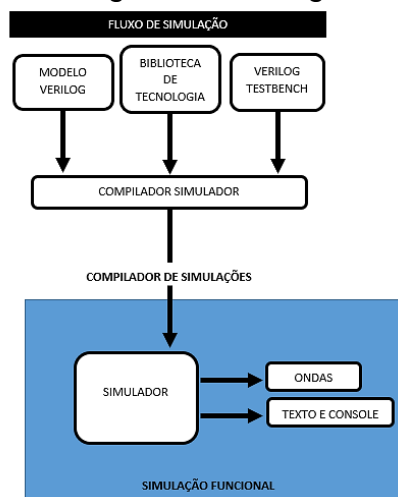 FLUXO DE SIMULAÇÃO
MODELO
VERILOG
BIBLIOTECA
DE
TECNOLOGIA
VERILOG
TESTBENCH
COMPILADOR SIMULADOR
COMPILADOR DE SIMULAÇÕES
SIMULADOR
ONDAS
TEXTO E CONSOLE
SIMULAÇÃO FUNCIONAL